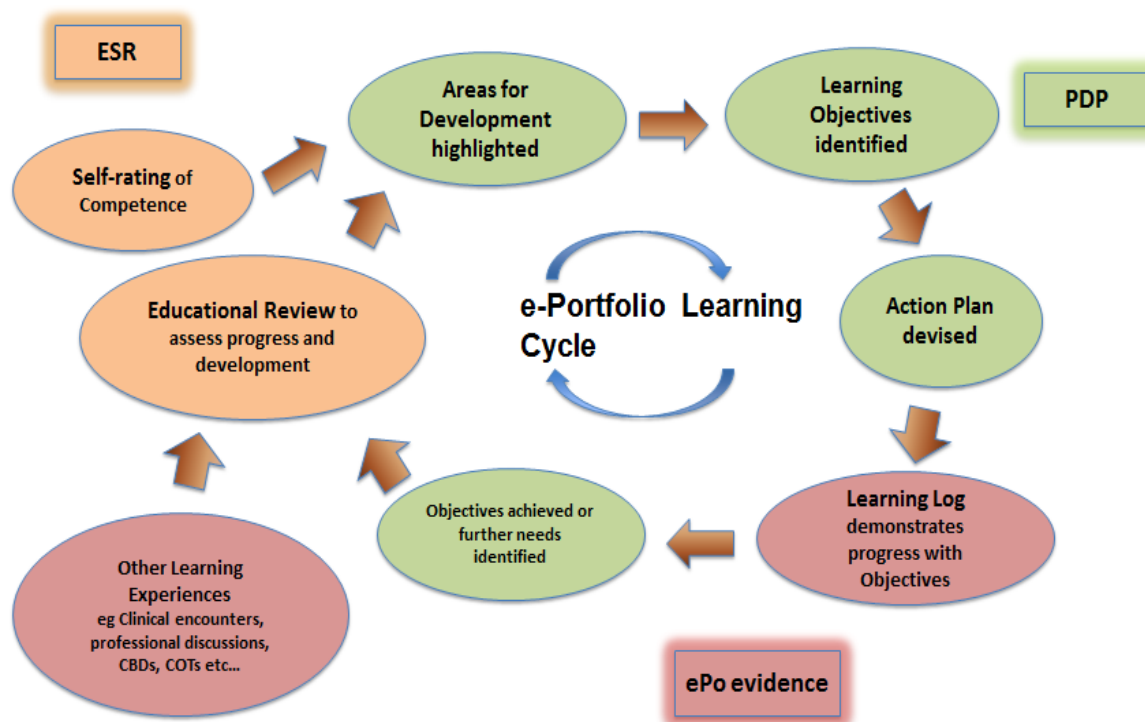 ESR
Areas for
Development
highlighted
Learning
Objectives
identified
PDP
Self-rating of
Competence
Educational Review to
assess progress and
development
e-Portfolio Learning
Cycle
Action Plan
devised
Learning Log
demonstrates
progress with
Objectives
Objectives achieved or
further needs
identified
Other Learning
Experiences
eg Clinical encounters,
professional discussions,
CBDs, COTs etc...
ePo evidence